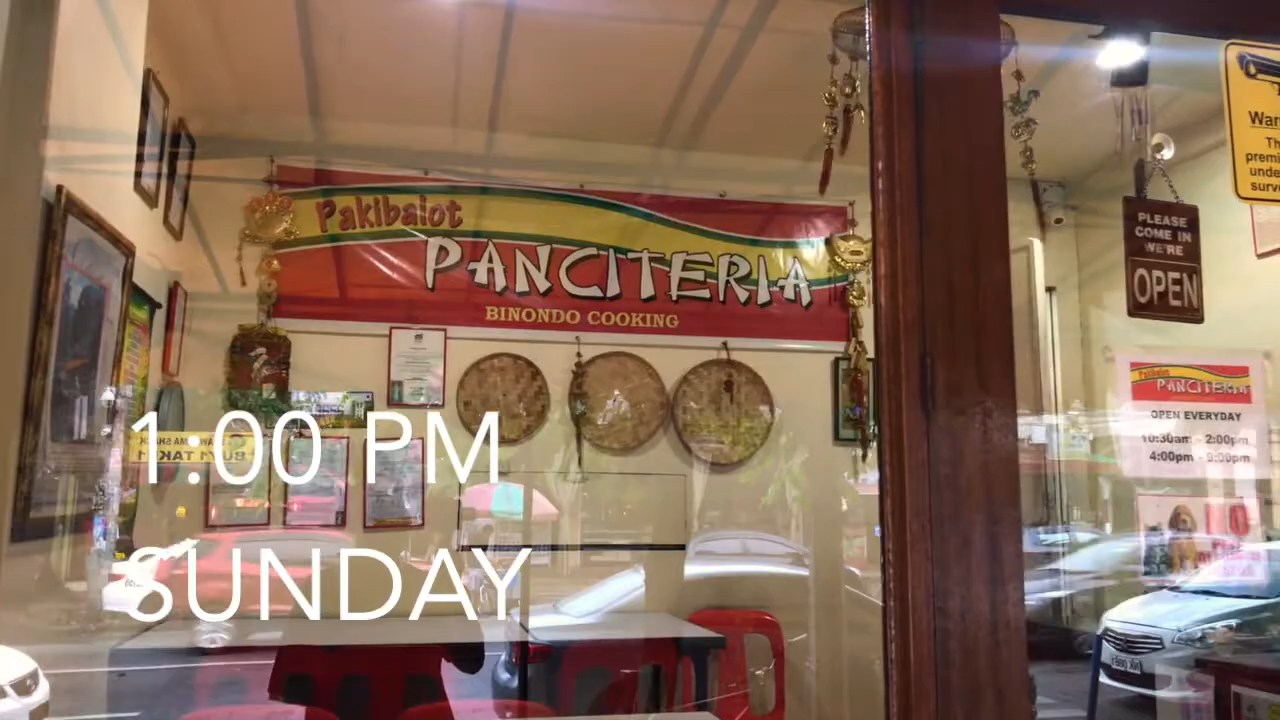 Pakibalot
PANCITERIA
BINONDO COOKING
1.00 PM
SUNDAY
PLEASE
COME IN
WE'RE
OPEN
PANCITERIA
OPEN EVERYDAY
10:30am - 2:00pm
4:00pm - 9:00pm